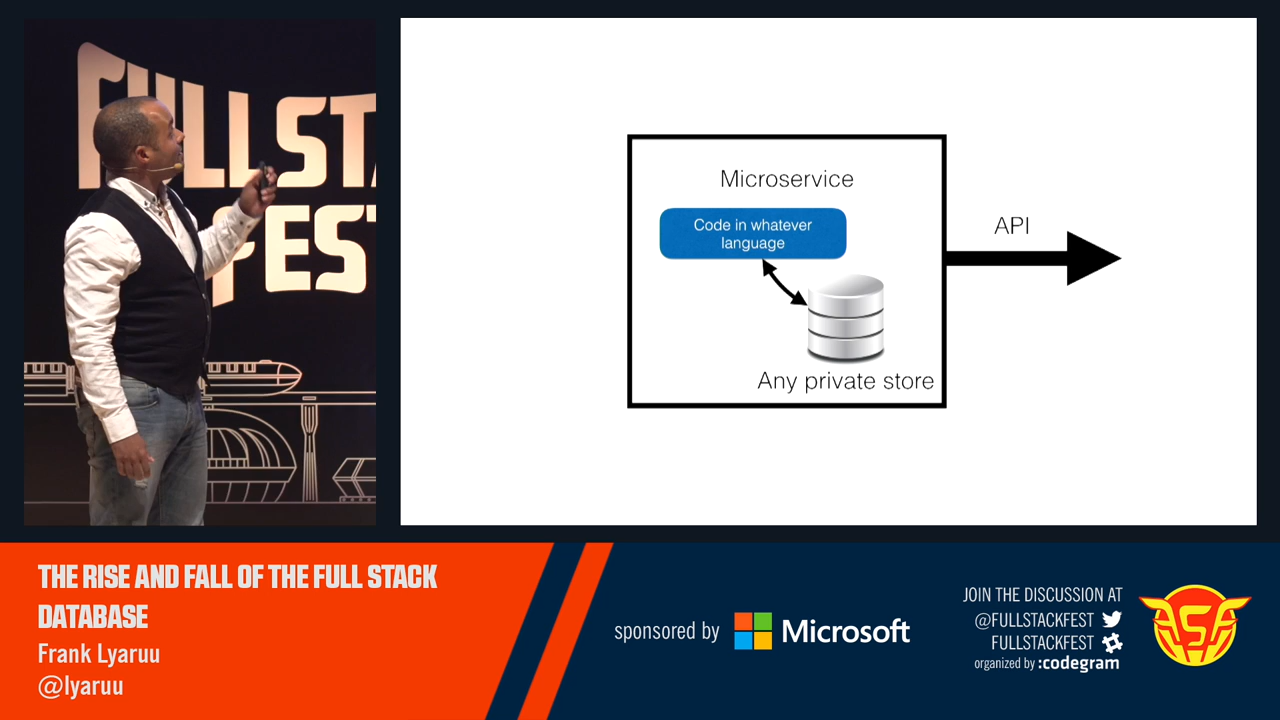 FULLST
FEST
Microservice
Code in whatever
language
Any private store
API
THE RISE AND FALL OF THE FULL STACK
DATABASE
Frank Lyaruu
@lyaruu
sponsored by Microsoft
JOIN THE DISCUSSION AT
@FULLSTACKFEST
FULLSTACKFEST
organized by :codegram
FSF